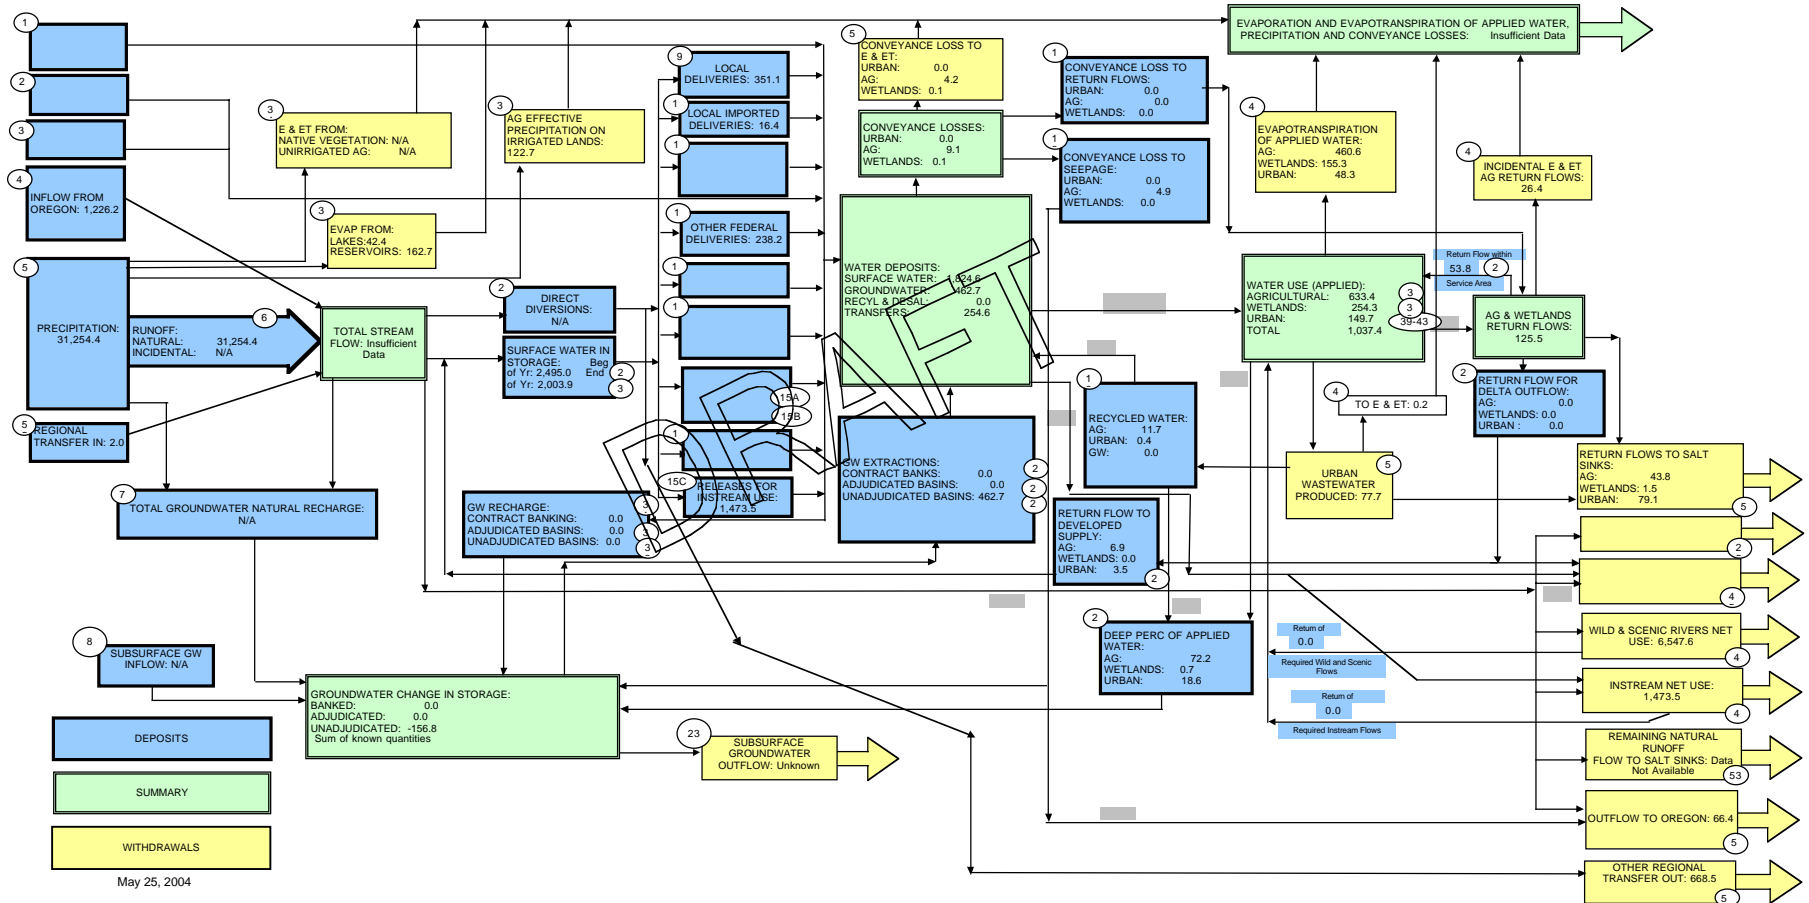 1
2
3
4
INFLOW FROM
OREGON: 1,226.2
5
PRECIPITATION:
31,254.4
6
RUNOFF:
NATURAL: 31,254.4
INCIDENTAL: N/A
5
REGIONAL
TRANSFER IN: 2.0
7
TOTAL GROUNDWATER NATURAL RECHARGE:
N/A
8
SUBSURFACE GW
INFLOW: N/A
3
E & ET FROM:
NATIVE VEGETATION: N/A
UNIRRIGATED AG: N/A
3
EVAP FROM:
LAKES:42.4
RESERVOIRS: 162.7
3
AG EFFECTIVE
PRECIPITATION ON
IRRIGATED LANDS:
122.7
TOTAL STREAM
FLOW: Insufficient
Data
2
DIRECT
DIVERSIONS:
N/A
SURFACE WATER IN
STORAGE: Beg
of Yr: 2,495.0 End
of Yr: 2,003.9
2
3
9
LOCAL
DELIVERIES: 351.1
1
LOCAL IMPORTED
DELIVERIES: 16.4
1
1
OTHER FEDERAL
DELIVERIES: 238.2
1
1
15A
15B
1
15C
RELEASES FOR
INSTREAM USE:
1,473.5
GW RECHARGE:
CONTRACT BANKING: 0.0
ADJUDICATED BASINS: 0.0
UNADJUDICATED BASINS: 0.0
3
3
3
GROUNDWATER CHANGE IN STORAGE:
BANKED: 0.0
ADJUDICATED: 0.0
UNADJUDICATED: -156.8
Sum of known quantities
23
SUBSURFACE
GROUNDWATER
OUTFLOW: Unknown
5
CONVEYANCE LOSS TO
E & ET:
URBAN: 0.0
AG: 4.2
WETLANDS: 0.1
CONVEYANCE LOSSES:
URBAN: 0.0
AG: 9.1
WETLANDS: 0.1
1
CONVEYANCE LOSS TO
RETURN FLOWS:
URBAN: 0.0
AG: 0.0
WETLANDS: 0.0
1
CONVEYANCE LOSS TO
SEEPAGE:
URBAN: 0.0
AG: 4.9
WETLANDS: 0.0
WATER DEPOSITS:
SURFACE WATER: 1,824.6
GROUNDWATER: 462.7
RECYL & DESAL: 0.0
TRANSFERS: 254.6
DRAFT
GW EXTRACTIONS:
CONTRACT BANKS: 0.0
ADJUDICATED BASINS: 0.0
UNADJUDICATED BASINS: 462.7
2
2
2
1
RECYCLED WATER:
AG: 11.7
URBAN: 0.4
GW: 0.0
RETURN FLOW TO
DEVELOPED
SUPPLY:
AG: 6.9
WETLANDS: 0.0
URBAN: 3.5
2
2
DEEP PERC OF APPLIED
WATER:
AG: 72.2
WETLANDS: 0.7
URBAN: 18.6
EVAPORATION AND EVAPOTRANSPIRATION OF APPLIED WATER,
PRECIPITATION AND CONVEYANCE LOSSES: Insufficient Data
4
EVAPOTRANSPIRATION
OF APPLIED WATER:
AG: 460.6
WETLANDS: 155.3
URBAN: 48.3
4
INCIDENTAL E & ET
AG RETURN FLOWS:
26.4
WATER USE (APPLIED):
AGRICULTURAL: 633.4
WETLANDS: 254.3
URBAN: 149.7
TOTAL 1,037.4
3
3
39-43
Return Flow within
53.8
2
Service Area
AG & WETLANDS
RETURN FLOWS:
125.5
2
RETURN FLOW FOR
DELTA OUTFLOW:
AG: 0.0
WETLANDS: 0.0
URBAN : 0.0
4
TO E & ET: 0.2
5
URBAN
WASTEWATER
PRODUCED: 77.7
RETURN FLOWS TO SALT
SINKS:
AG: 43.8
WETLANDS: 1.5
URBAN: 79.1
5
2
4
WILD & SCENIC RIVERS NET
USE: 6,547.6
4
Return of
0.0
Required Wild and Scenic
Flows
INSTREAM NET USE:
1,473.5
4
Return of
0.0
Required Instream Flows
REMAINING NATURAL
RUNOFF
FLOW TO SALT SINKS: Data
Not Available
53
OUTFLOW TO OREGON: 66.4
5
OTHER REGIONAL
TRANSFER OUT: 668.5
5
DEPOSITS
SUMMARY
WITHDRAWALS
May 25, 2004